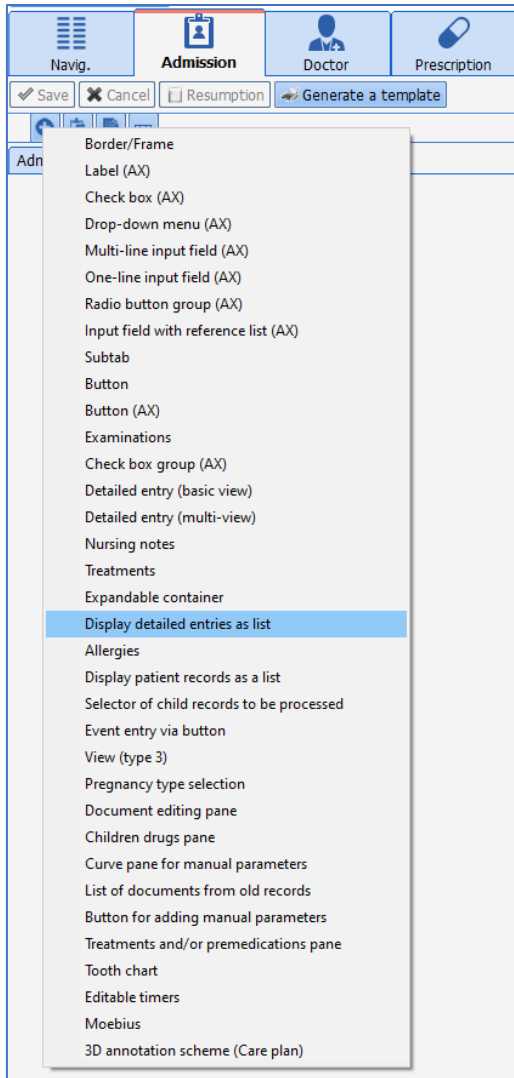 Navig.
Admission
Doctor
Prescription
Save
Cancel
Resumption
Generate a template
Adm
Border/Frame
Label (AX)
Check box (AX)
Drop-down menu (AX)
Multi-line input field (AX)
One-line input field (AX)
Radio button group (AX)
Input field with reference list (AX)
Subtab
Button
Button (AX)
Examinations
Check box group (AX)
Detailed entry (basic view)
Detailed entry (multi-view)
Nursing notes
Treatments
Expandable container
Display detailed entries as list
Allergies
Display patient records as a list
Selector of child records to be processed
Event entry via button
View (type 3)
Pregnancy type selection
Document editing pane
Children drugs pane
Curve pane for manual parameters
List of documents from old records
Button for adding manual parameters
Treatments and/or premedications pane
Tooth chart
Editable timers
Moebius
3D annotation scheme (Care plan)